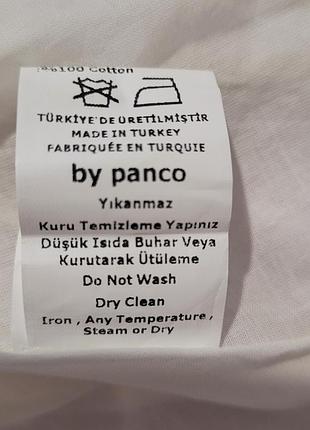 %100 Cotton
TÜRKİYE'DE ÜRETİLMİŞTİR
MADE IN TURKEY
FABRIQUÉE EN TURQUIE
by panco
Yıkanmaz
Kuru Temizleme Yapınız
Düşük Isıda Buhar Veya
Kurutarak Ütüleme
Do Not Wash
Dry Clean
Iron , Any Temperature ,
Steam or Dry